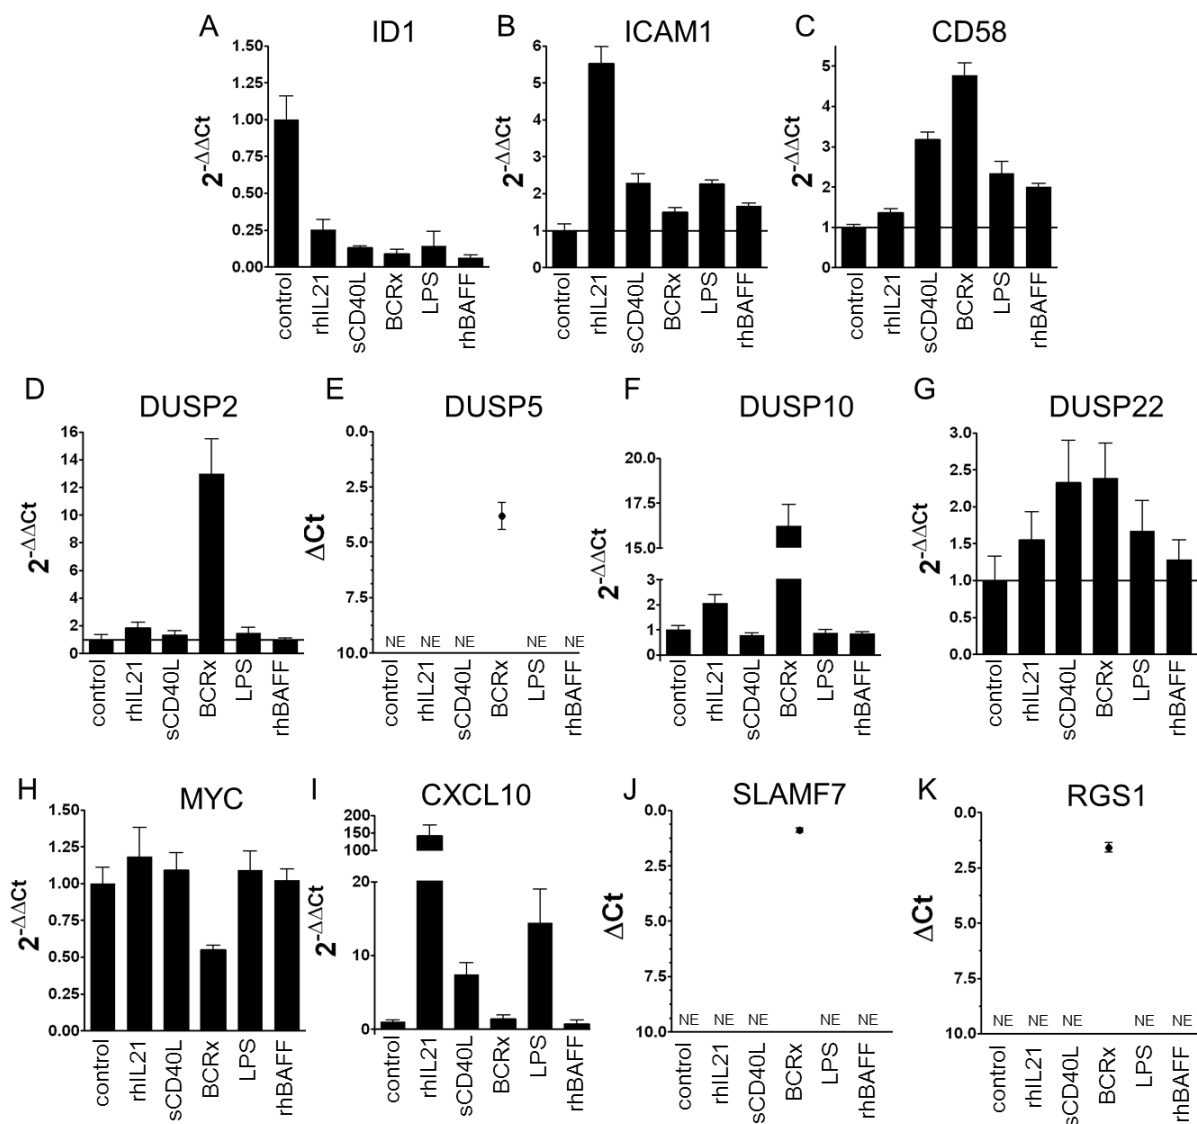 A ID1
1.50
1.25
1.00
0.75
0.50
0.25
0.00
2-ΔΔCt
control
rhIL21
sCD40L
BCRx
LPS
rhBAFF
B ICAM1
6
5
4
3
2
1
0
2-ΔΔCt
control
rhIL21
sCD40L
BCRx
LPS
rhBAFF
C CD58
5
4
3
2
1
0
2-ΔΔCt
control
rhIL21
sCD40L
BCRx
LPS
rhBAFF
D DUSP2
16
14
12
10
8
6
4
2
1
0
2-ΔΔCt
control
rhIL21
sCD40L
BCRx
LPS
rhBAFF
E DUSP5
0.0
2.5
5.0
7.5
10.0
ΔCt
NE NE NE NE NE
control
rhIL21
sCD40L
BCRx
LPS
rhBAFF
F DUSP10
20.0
17.5
15.0
3
2
1
0
2-ΔΔCt
control
rhIL21
sCD40L
BCRx
LPS
rhBAFF
G DUSP22
3.0
2.5
2.0
1.5
1.0
0.5
0.0
2-ΔΔCt
control
rhIL21
sCD40L
BCRx
LPS
rhBAFF
H MYC
1.50
1.25
1.00
0.75
0.50
0.25
0.00
2-ΔΔCt
control
rhIL21
sCD40L
BCRx
LPS
rhBAFF
I CXCL10
200
150
100
20
10
0
2-ΔΔCt
control
rhIL21
sCD40L
BCRx
LPS
rhBAFF
J SLAMF7
0.0
2.5
5.0
7.5
10.0
ΔCt
NE NE NE NE NE
control
rhIL21
sCD40L
BCRx
LPS
rhBAFF
K RGS1
0.0
2.5
5.0
7.5
10.0
ΔCt
NE NE NE NE NE
control
rhIL21
sCD40L
BCRx
LPS
rhBAFF